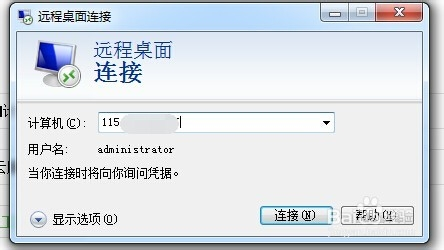 远程桌面连接
远程桌面
连接
计算机(C):
115
用户名:
administrator
当你连接时将向你询问凭据。
显示选项(O)
连接(N)
帮助(H)